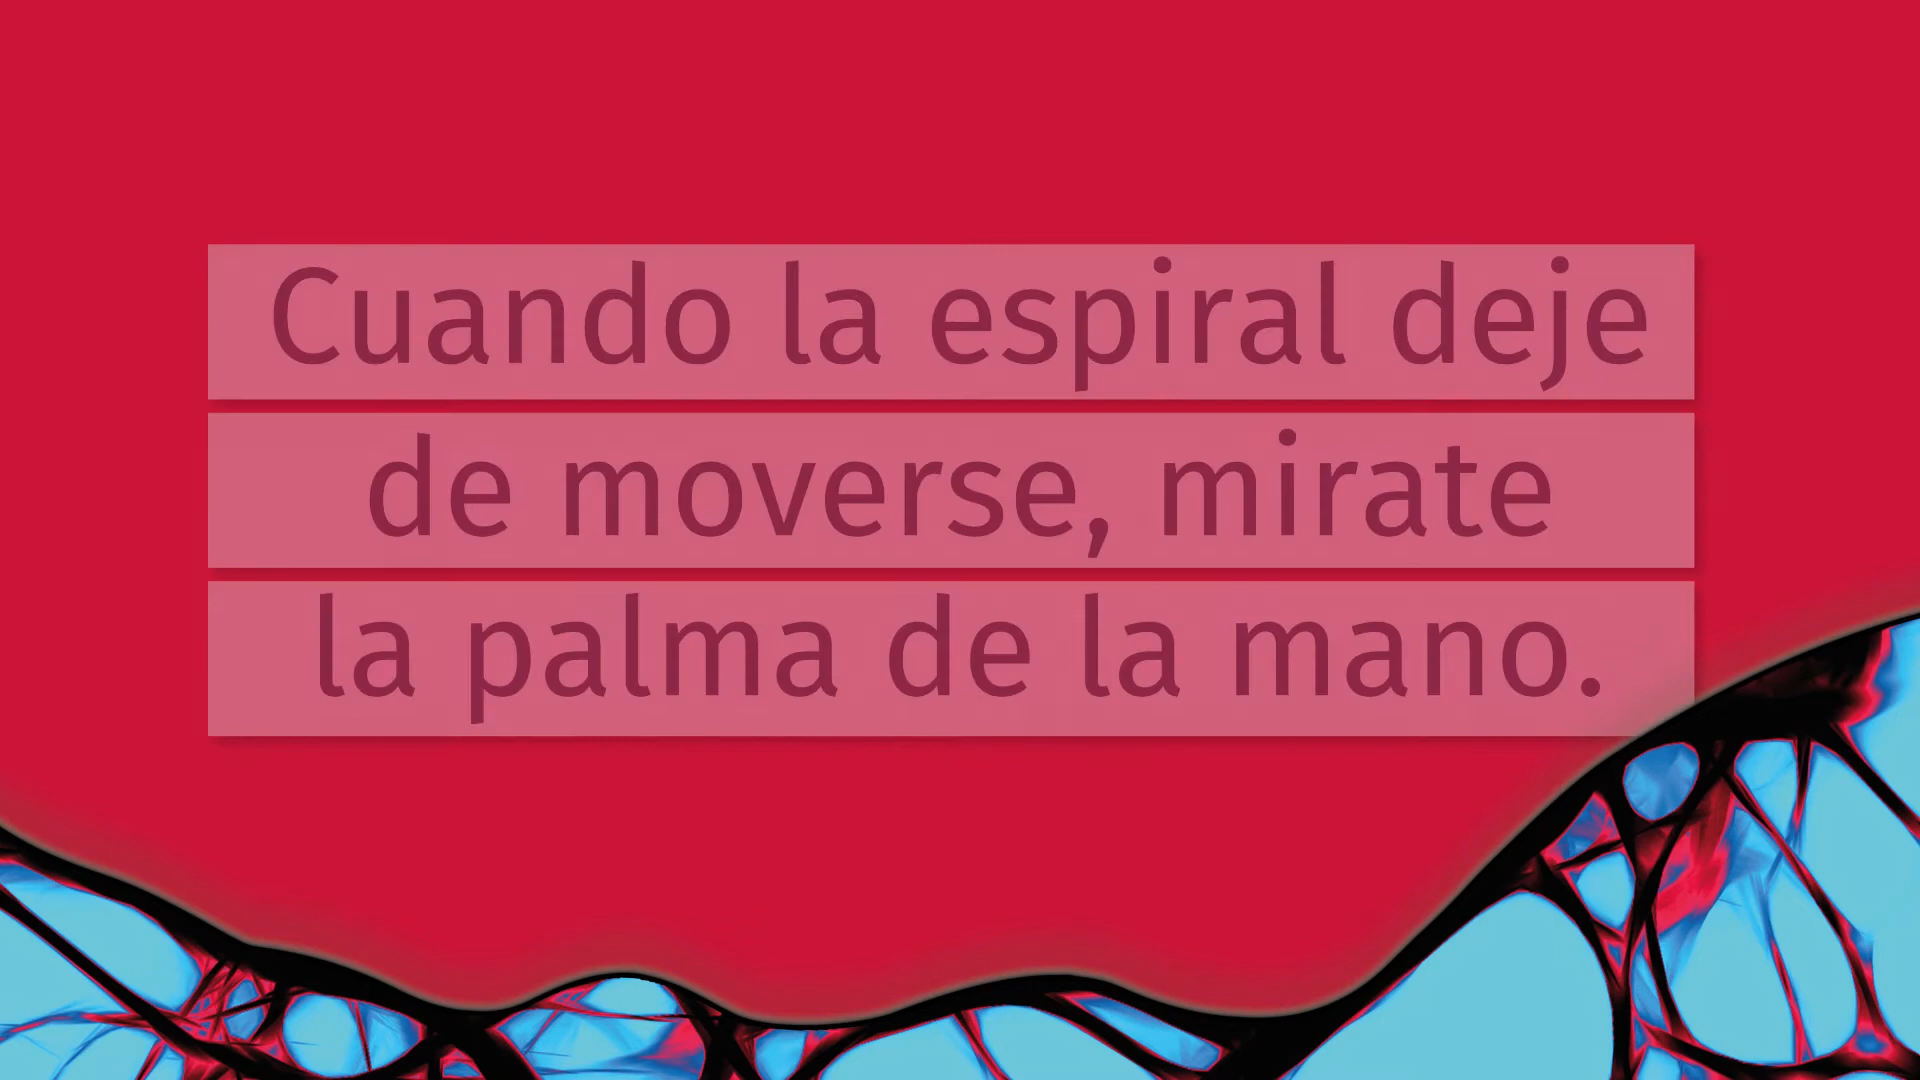 Cuando la espiral deje
de moverse, mirate
la palma de la mano.